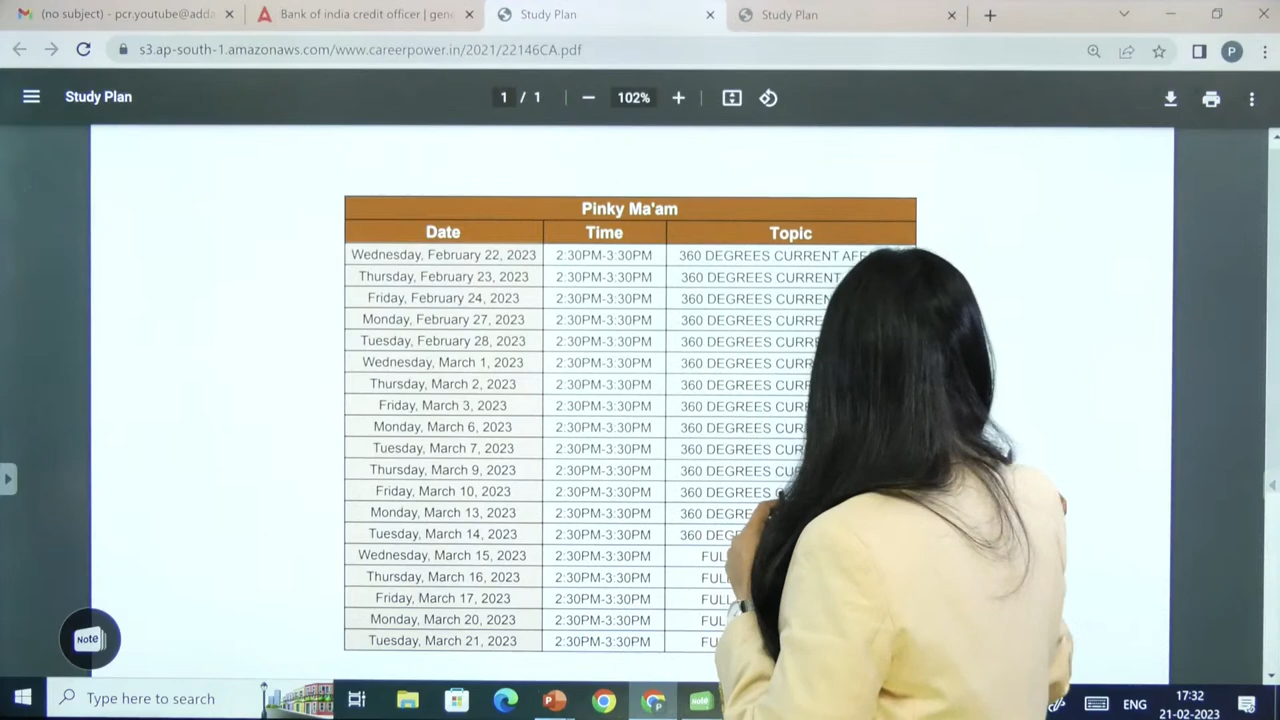 (no subject) - pcr.youtube@adda
Bank of india credit officer | gene
Study Plan
Study Plan
s3.ap-south-1.amazonaws.com/www.careerpower.in/2021/22146CA.pdf
P
Study Plan
1 / 1
102%
Pinky Ma'am
Date Time Topic
Wednesday, February 22, 2023 2:30PM-3:30PM 360 DEGREES CURRENT
Thursday, February 23, 2023 2:30PM-3:30PM 360 DEGREES CURRENT
Friday, February 24, 2023 2:30PM-3:30PM 360 DEGREES
Monday, February 27, 2023 2:30PM-3:30PM 360 DEGREES
Tuesday, February 28, 2023 2:30PM-3:30PM 360 DEGREES
Wednesday, March 1, 2023 2:30PM-3:30PM 360 DEGREES
Thursday, March 2, 2023 2:30PM-3:30PM 360 DEGREES
Friday, March 3, 2023 2:30PM-3:30PM 360 DEGREES
Monday, March 6, 2023 2:30PM-3:30PM 360 DEGREES
Tuesday, March 7, 2023 2:30PM-3:30PM 360 DEGREES
Thursday, March 9, 2023 2:30PM-3:30PM 360 DEGREES
Friday, March 10, 2023 2:30PM-3:30PM 360 DEGREES
Monday, March 13, 2023 2:30PM-3:30PM 360
Tuesday, March 14, 2023 2:30PM-3:30PM 360
Wednesday, March 15, 2023 2:30PM-3:30PM
Thursday, March 16, 2023 2:30PM-3:30PM
Friday, March 17, 2023 2:30PM-3:30PM
Monday, March 20, 2023 2:30PM-3:30PM
Tuesday, March 21, 2023 2:30PM-3:30PM
Note
Type here to search
note
ENG
17:32
21-02-2023